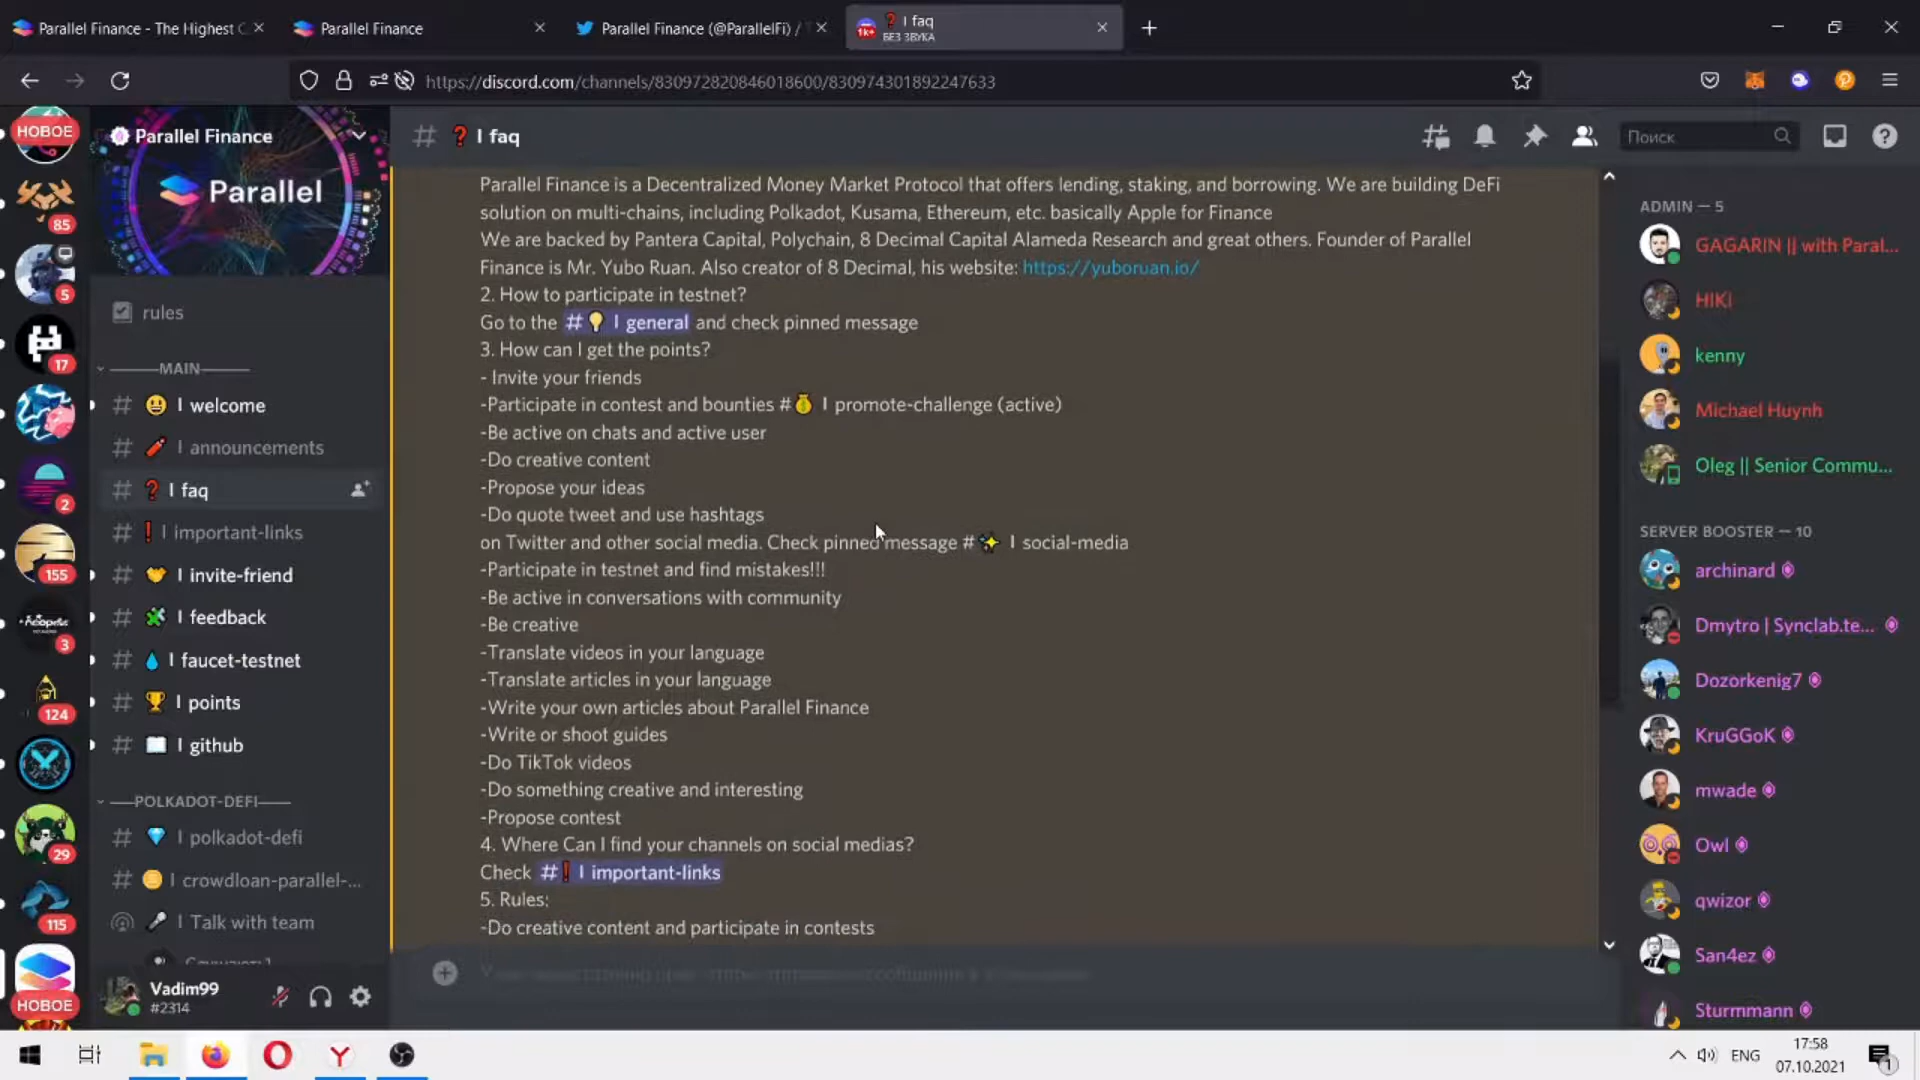 Parallel Finance - The Highest C
Parallel Finance
Parallel Finance (@ParallelFi) / T
1k+
❓ I faq
БЕЗ ЗВУКА
https://discord.com/channels/830972820846018600/830974301892247633
НОВОЕ
85
5
17
2
155
3
124
29
115
НОВОЕ
Parallel Finance
Parallel
rules
———MAIN———
# 😃 I welcome
# 🧨 I announcements
# ❓ I faq
# ❗ I important-links
# 🤝 I invite-friend
# 🧩 I feedback
# 💧 I faucet-testnet
# 🏆 I points
# 📖 I github
——POLKADOT-DEFI——
# 💎 I polkadot-defi
# 🪙 I crowdloan-parallel-...
🎤 I Talk with team
Vadim99
#2314
# ❓ I faq
Поиск
Parallel Finance is a Decentralized Money Market Protocol that offers lending, staking, and borrowing. We are building DeFi
solution on multi-chains, including Polkadot, Kusama, Ethereum, etc. basically Apple for Finance
We are backed by Pantera Capital, Polychain, 8 Decimal Capital Alameda Research and great others. Founder of Parallel
Finance is Mr. Yubo Ruan. Also creator of 8 Decimal, his website: https://yuboruan.io/
2. How to participate in testnet?
Go to the #💡 I general and check pinned message
3. How can I get the points?
- Invite your friends
-Participate in contest and bounties #💰 I promote-challenge (active)
-Be active on chats and active user
-Do creative content
-Propose your ideas
-Do quote tweet and use hashtags
on Twitter and other social media. Check pinned message #✨ I social-media
-Participate in testnet and find mistakes!!!
-Be active in conversations with community
-Be creative
-Translate videos in your language
-Translate articles in your language
-Write your own articles about Parallel Finance
-Write or shoot guides
-Do TikTok videos
-Do something creative and interesting
-Propose contest
4. Where Can I find your channels on social medias?
Check #❗ I important-links
5. Rules:
-Do creative content and participate in contests
ADMIN — 5
GAGARIN || with Paral...
HIKI
kenny
Michael Huynh
Oleg || Senior Commu...
SERVER BOOSTER — 10
archinard
Dmytro | Synclab.te...
Dozorkenig7
KruGGoK
mwade
Owl
qwizor
San4ez
Sturmmann
ENG
17:58
07.10.2021
1